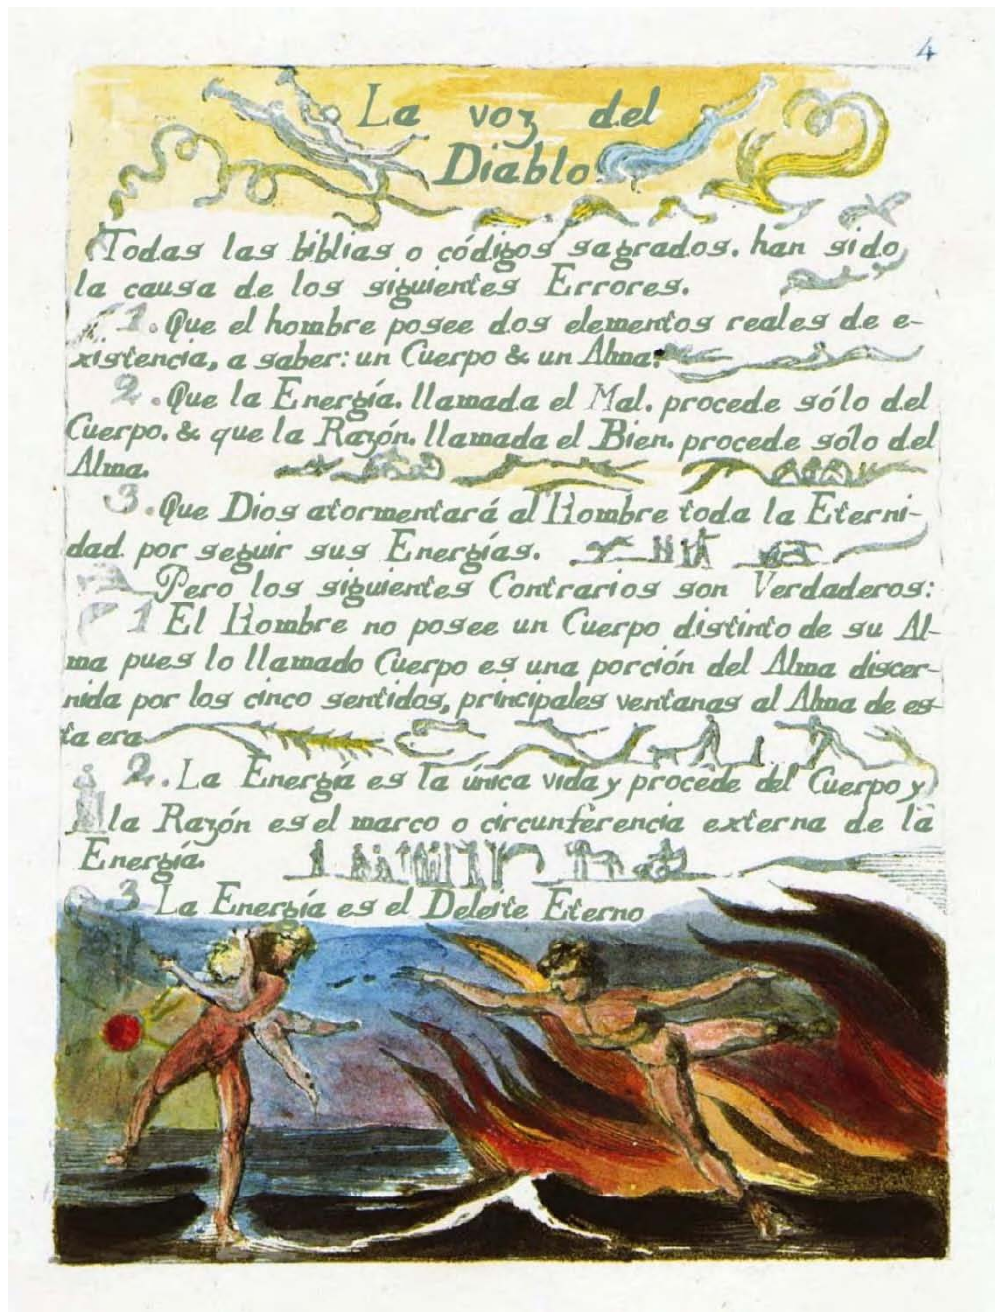 4
La voz del
Diablo.
Todas las biblias o códigos sagrados. han sido
la causa de los siguientes Errores.
1. Que el hombre posee dos elementos reales de e-
xistencia, a saber: un Cuerpo & un Alma.
2. Que la Energía. llamada el Mal. procede sólo del
Cuerpo. & que la Razón. llamada el Bien. procede sólo del
Alma.
3. Que Dios atormentará al Hombre toda la Eterni-
dad por seguir sus Energías.
Pero los siguientes Contrarios son Verdaderos:
1 El Hombre no posee un Cuerpo distinto de su Al-
ma pues lo llamado Cuerpo es una porción del Alma discer-
nida por los cinco sentidos, principales ventanas al Alma de es-
ta era
2. La Energía es la única vida y procede del Cuerpo y
la Razón es el marco o circunferencia externa de la
Energía.
3 La Energía es el Deleite Eterno